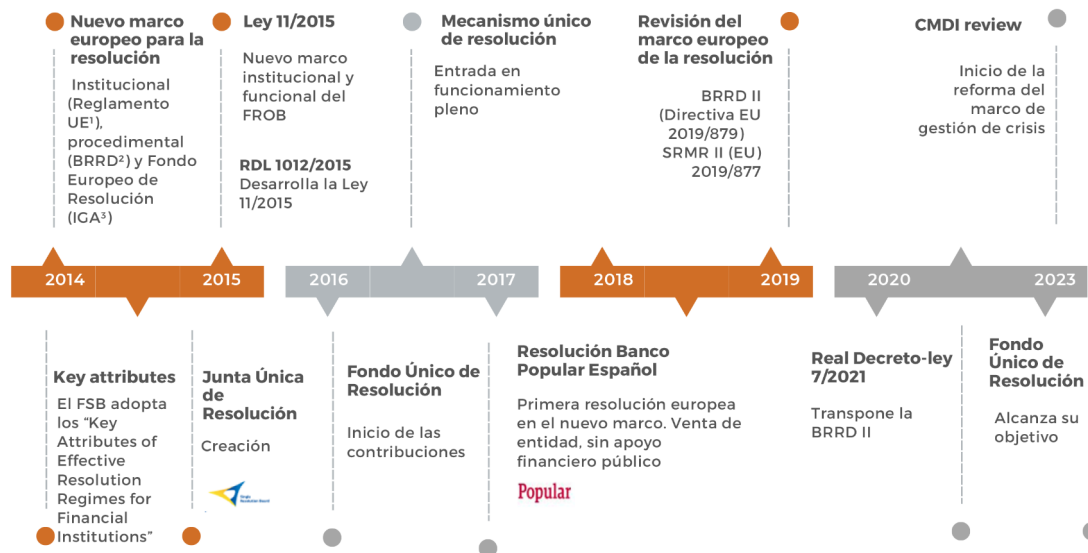 Nuevo marco
europeo para la
resolución
Institucional
(Reglamento
UE¹),
procedimental
(BRRD²) y Fondo
Europeo de
Resolución
(IGA³)
Ley 11/2015
Nuevo marco
institucional y
funcional del
FROB
RDL 1012/2015
Desarrolla la Ley
11/2015
Mecanismo único
de resolución
Entrada en
funcionamiento
pleno
Revisión del
marco europeo
de la resolución
BRRD II
(Directiva EU
2019/879)
SRMR II (EU)
2019/877
CMDI review
Inicio de la
reforma del
marco de
gestión de crisis
2014
2015
2016
2017
2018
2019
2020
2023
Key attributes
El FSB adopta
los “Key
Attributes of
Effective
Resolution
Regimes for
Financial
Institutions”
Junta Única
de
Resolución
Creación
Single
Resolution Board
Fondo Único de
Resolución
Inicio de las
contribuciones
Resolución Banco
Popular Español
Primera resolución europea
en el nuevo marco. Venta de
entidad, sin apoyo
financiero público
Popular
Real Decreto-ley
7/2021
Transpone la
BRRD II
Fondo
Único de
Resolución
Alcanza su
objetivo